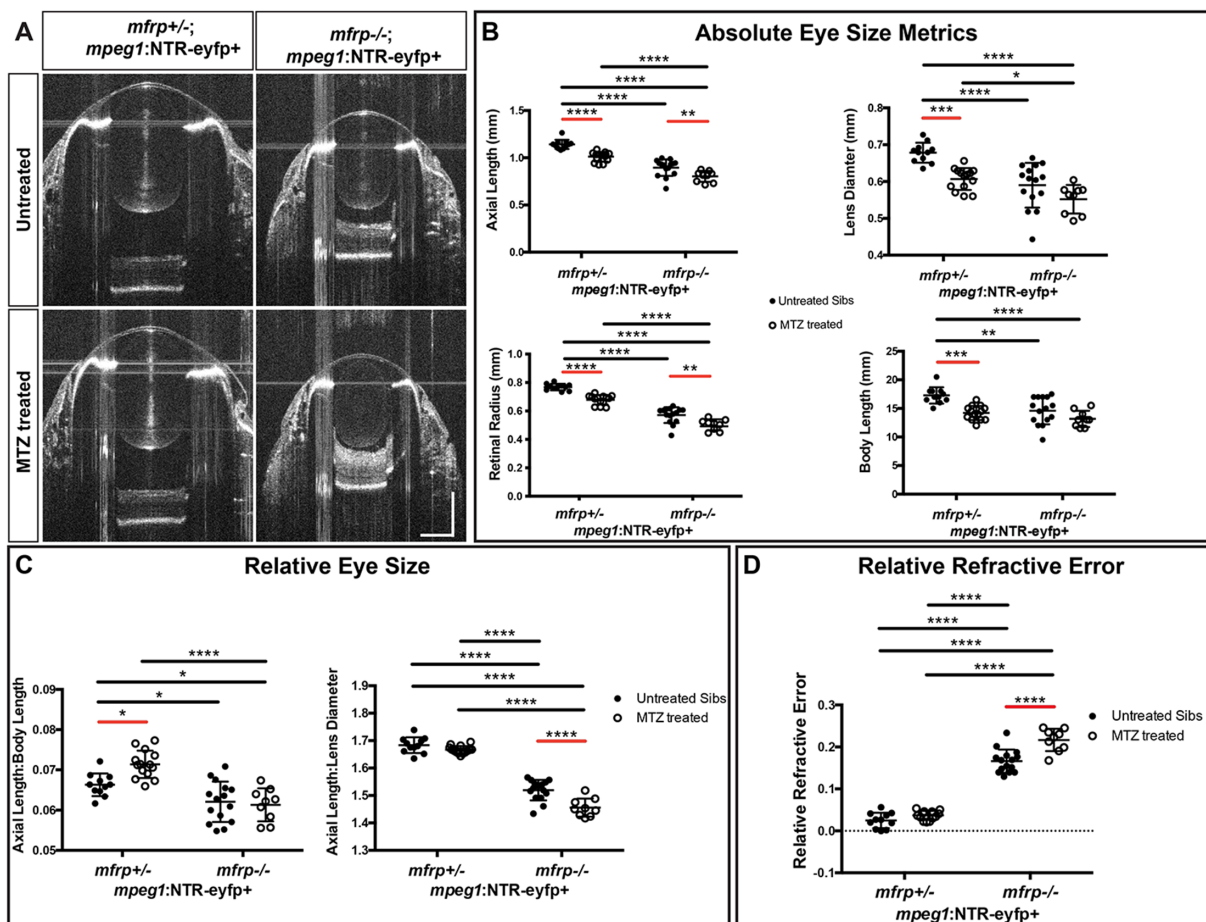 A
mfrp+/-;
mpeg1:NTR-eyfp+
mfrp-/-;
mpeg1:NTR-eyfp+
Untreated
MTZ treated
B
Absolute Eye Size Metrics
****
****
****
****
**
Axial Length (mm)
1.5
1.0
0.5
0.0
mfrp+/-
mfrp-/-
mpeg1:NTR-eyfp+
****
*
****
***
Lens Diameter (mm)
0.8
0.7
0.6
0.5
0.4
mfrp+/-
mfrp-/-
mpeg1:NTR-eyfp+
Untreated Sibs
MTZ treated
****
****
****
****
**
Retinal Radius (mm)
1.0
0.8
0.6
0.4
0.2
0.0
mfrp+/-
mfrp-/-
mpeg1:NTR-eyfp+
****
**
***
Body Length (mm)
25
20
15
10
5
0
mfrp+/-
mfrp-/-
mpeg1:NTR-eyfp+
C
Relative Eye Size
****
*
*
*
Axial Length:Body Length
0.09
0.08
0.07
0.06
0.05
mfrp+/-
mfrp-/-
mpeg1:NTR-eyfp+
****
****
****
****
****
Axial Length:Lens Diameter
1.9
1.8
1.7
1.6
1.5
1.4
1.3
mfrp+/-
mfrp-/-
mpeg1:NTR-eyfp+
Untreated Sibs
MTZ treated
D
Relative Refractive Error
****
****
****
****
****
Relative Refractive Error
0.3
0.2
0.1
0.0
-0.1
mfrp+/-
mfrp-/-
mpeg1:NTR-eyfp+
Untreated Sibs
MTZ treated